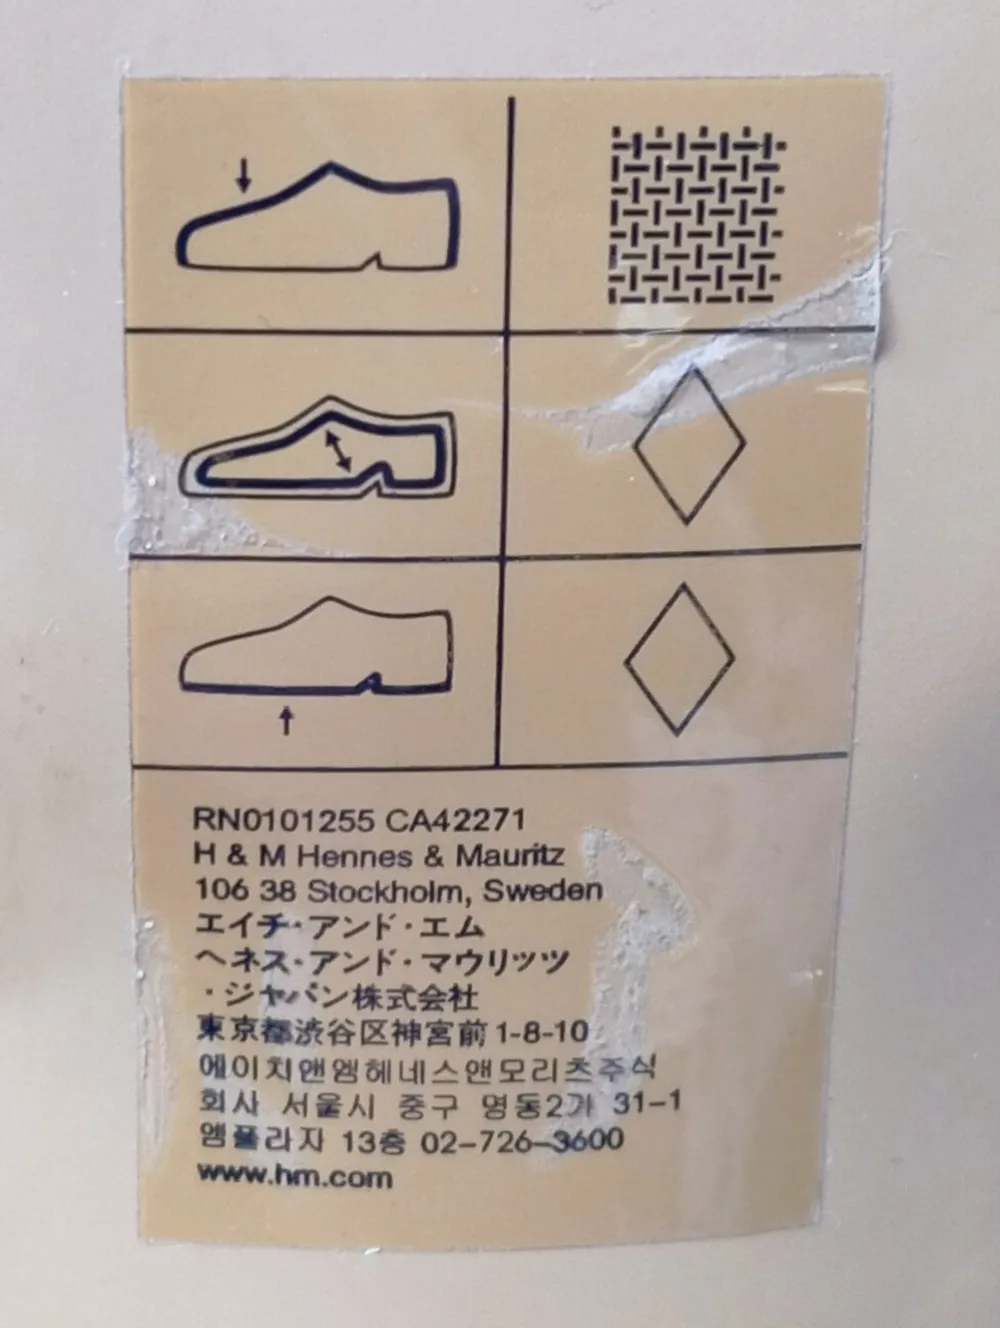 RN0101255 CA42271
H & M Hennes & Mauritz
106 38 Stockholm, Sweden
エイチ・アンド・エム
ヘネス・アンド・マウリッツ
・ジャパン株式会社
東京都渋谷区神宮前 1-8-10
에이치앤엠헤네스앤모리츠주식
회사 서울시 중구 명동2가 31-1
엠플라자 13층 02-726-3600
www.hm.com